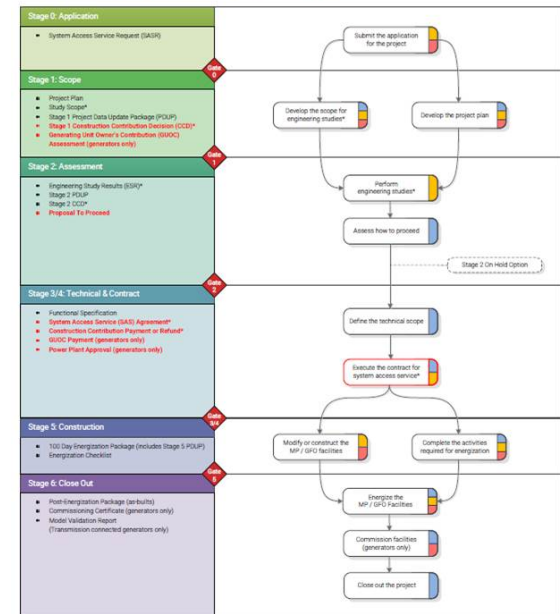 Stage 0: Application
System Access Service Request (SASR)
Submit the application
for the project
Gate
0
Stage 1: Scope
Project Plan
Study Scope*
Stage 1 Project Data Update Package (PDUP)
Stage 1 Construction Contribution Decision (CCD)*
Generating Unit Owner's Contribution (GUOC)
Assessment (generators only)
Develop the scope for
engineering studies*
Develop the project plan
Gate
1
Stage 2: Assessment
Engineering Study Results (ESR)*
Stage 2 PDUP
Stage 2 CCD*
Proposal To Proceed
Perform
engineering studies*
Assess how to proceed
Stage 2 On Hold Option
Gate
2
Stage 3/4: Technical & Contract
Functional Specification
System Access Service (SAS) Agreement*
Construction Contribution Payment or Refund*
GUOC Payment (generators only)
Power Plant Approval (generators only)
Define the technical scope
Execute the contract for
system access service*
Gate
3/4
Stage 5: Construction
100 Day Energization Package (includes Stage 5 PDUP)
Energization Checklist
Modify or construct the
MP / GFO facilities
Complete the activities
required for energization
Gate
5
Stage 6: Close Out
Post-Energization Package (as-builts)
Commissioning Certificate (generators only)
Model Validation Report
(Transmission connected generators only)
Energize the
MP / GFO Facilities
Commission facilities
(generators only)
Close out the project